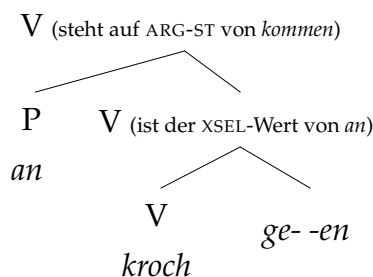 V (steht auf ARG-ST von kommen)
P V (ist der XSEL-Wert von an)
an
V ge- -en
kroch